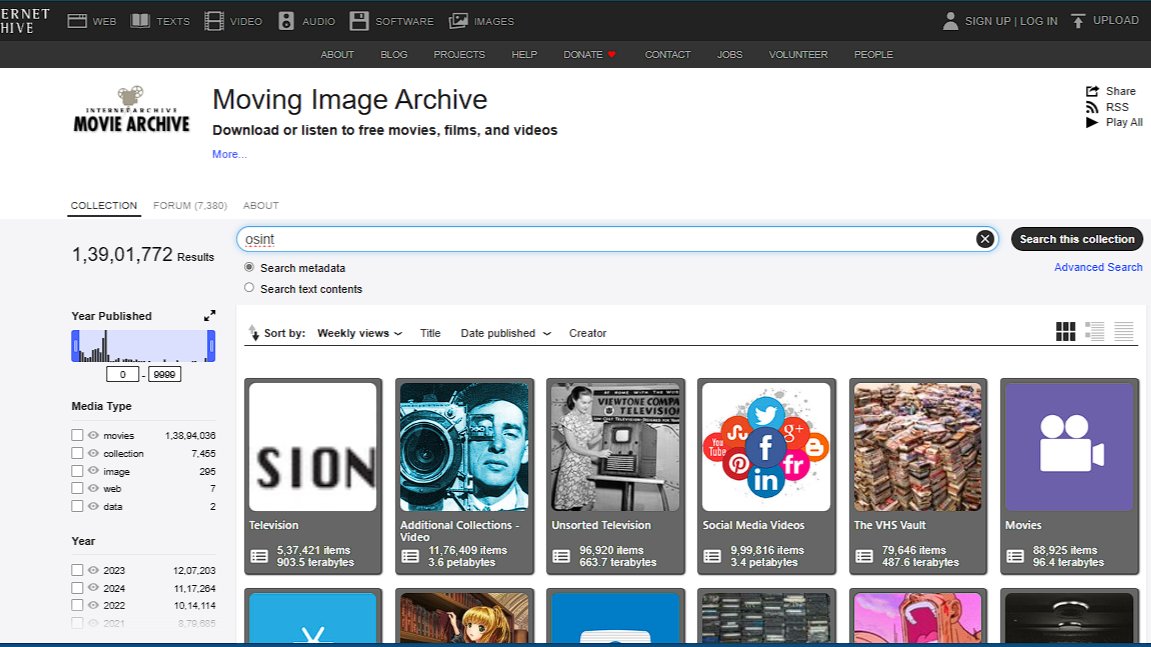 ERNET
HIVE
WEB
TEXTS
VIDEO
AUDIO
SOFTWARE
IMAGES
SIGN UP | LOG IN
UPLOAD
ABOUT
BLOG
PROJECTS
HELP
DONATE
CONTACT
JOBS
VOLUNTEER
PEOPLE
INTERNET ARCHIVE
MOVIE ARCHIVE
Moving Image Archive
Download or listen to free movies, films, and videos
More...
Share
RSS
Play All
COLLECTION
FORUM (7,380)
ABOUT
1,39,01,772 Results
osint
Search this collection
Search metadata
Search text contents
Advanced Search
Year Published
0 - 9999
Sort by:
Weekly views
Title
Date published
Creator
Media Type
movies 1,38,94,036
collection 7,455
image 295
web 7
data 2
Year
2023 12,07,203
2024 11,17,264
2022 10,14,114
2021 8,79,685
SION
Television
5,37,421 items
903.5 terabytes
Additional Collections -
Video
11,76,409 items
3.6 petabytes
AT HOME WITH THE
VIEWTONE COMPA
TELEVISION
Unsorted Television
96,920 items
663.7 terabytes
You
Tube
g+
f
fr
in
Social Media Videos
9,99,816 items
3.4 petabytes
The VHS Vault
79,646 items
487.6 terabytes
Movies
88,925 items
96.4 terabytes